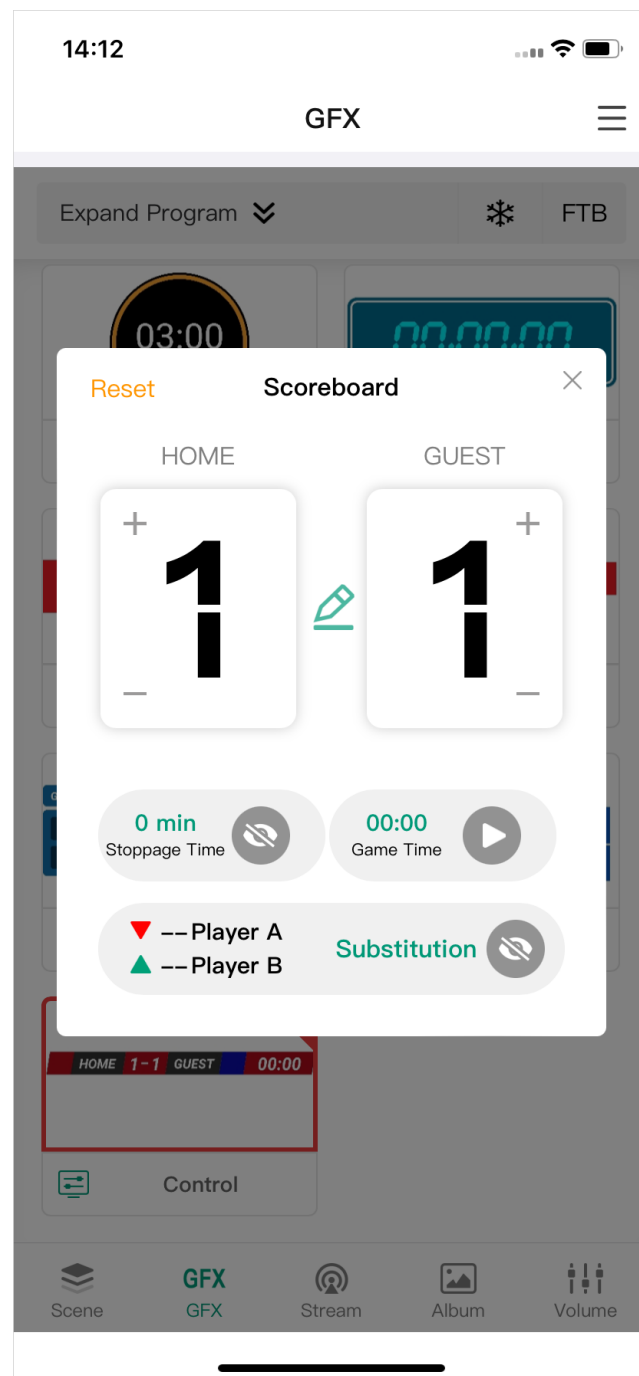 14:12
GFX
Expand Program
FTB
03:00
00:00:00
Reset
Scoreboard
HOME
GUEST
+
+
1
1
−
−
0 min
Stoppage Time
00:00
Game Time
--Player A
--Player B
Substitution
HOME 1-1 GUEST 00:00
Control
GFX
Scene
GFX
Stream
Album
Volume